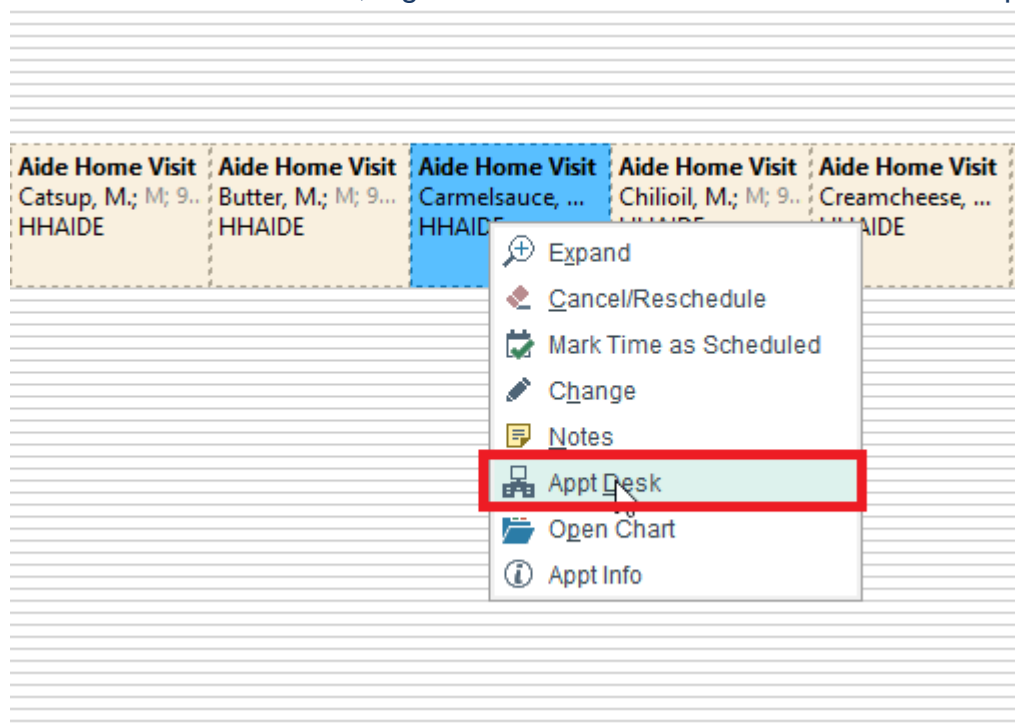 Aide Home Visit Aide Home Visit Aide Home Visit Aide Home Visit Aide Home Visit
Catsup, M.; M; 9.. Butter, M.; M; 9... Carmelsauce, ... Chilioil, M.; M; 9.. Creamcheese, ...
HHAIDE HHAIDE
Expand
Cancel/Reschedule
Mark Time as Scheduled
Change
Notes
Appt Desk
Open Chart
Appt Info